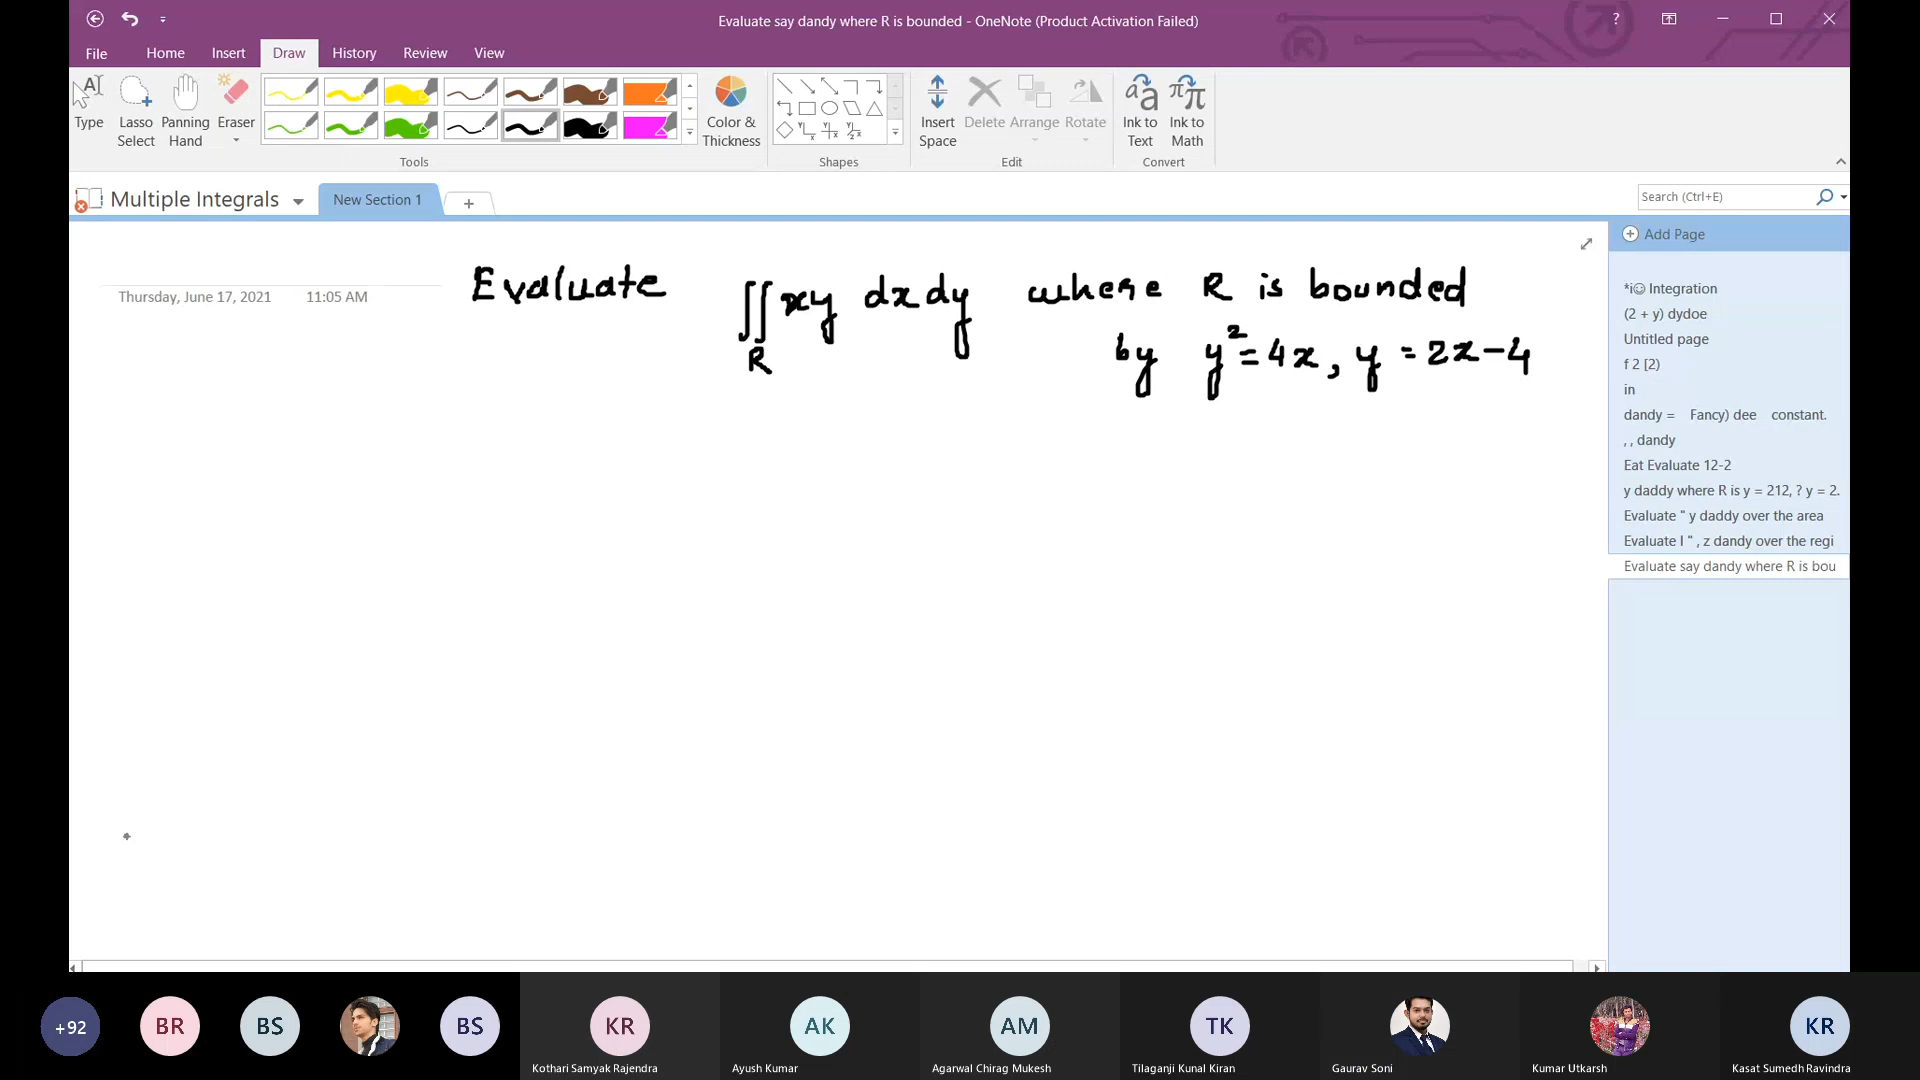 Evaluate say dandy where R is bounded - OneNote (Product Activation Failed)
?
File Home Insert Draw History Review View
Type
Lasso Select
Panning Hand
Eraser
Color & Thickness
Insert Space
Delete
Arrange
Rotate
Ink to Text
Ink to Math
Tools
Shapes
Edit
Convert
Multiple Integrals
New Section 1
+
Search (Ctrl+E)
Add Page
Thursday, June 17, 2021 11:05 AM
Evaluate ∬_R xy dxdy where R is bounded
by y² = 4x, y = 2x-4
*i☺ Integration
(2 + y) dydoe
Untitled page
f 2 [2)
in
dandy = Fancy) dee constant.
, , dandy
Eat Evaluate 12-2
y daddy where R is y = 212, ? y = 2.
Evaluate " y daddy over the area
Evaluate I " , z dandy over the regi
Evaluate say dandy where R is bou
+92
BR
BS
BS
KR
AK
AM
TK
KR
Kothari Samyak Rajendra
Ayush Kumar
Agarwal Chirag Mukesh
Tilaganji Kunal Kiran
Gaurav Soni
Kumar Utkarsh
Kasat Sumedh Ravindra